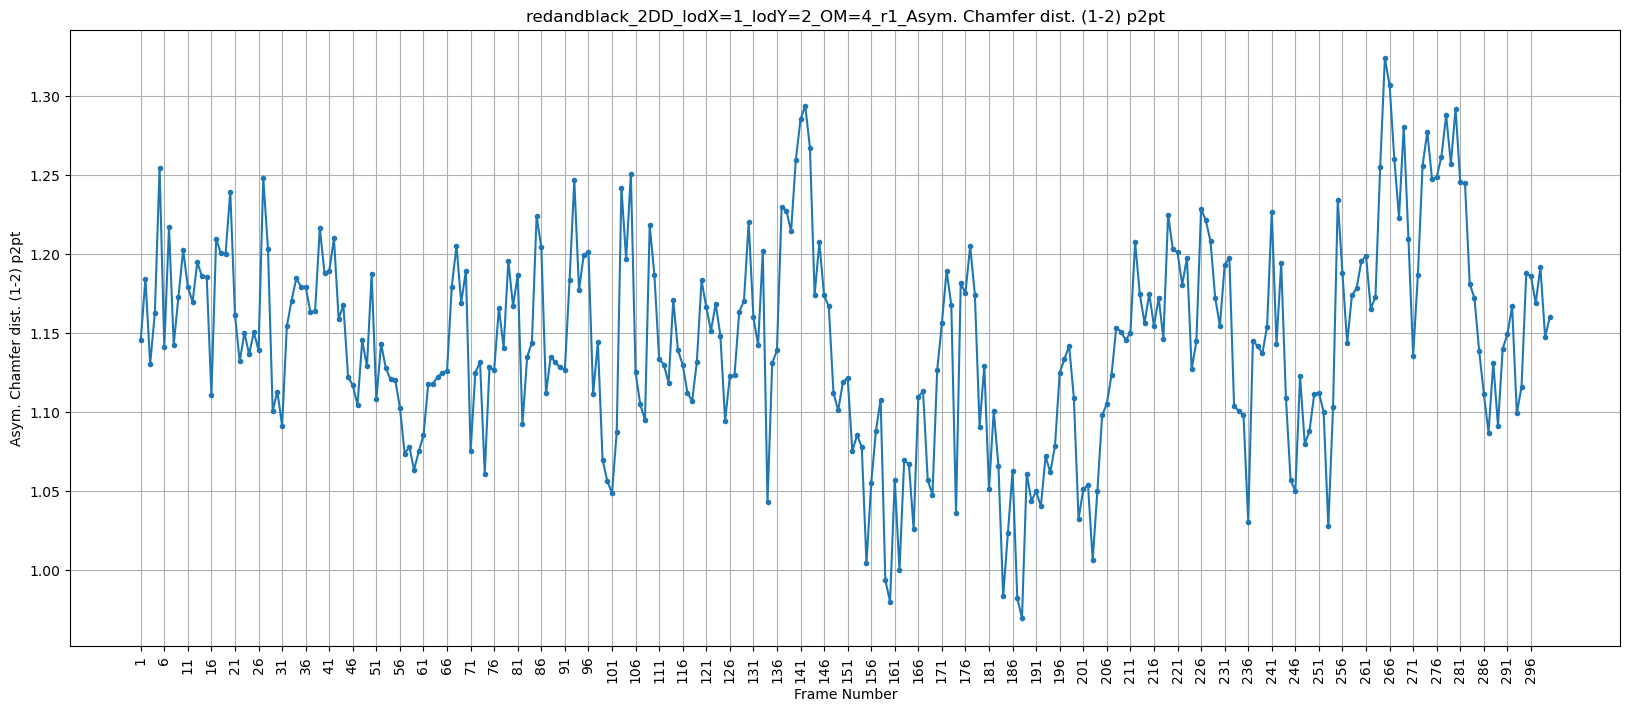 redandblack_2DD_lodX=1_lodY=2_OM=4_r1_Asym. Chamfer dist. (1-2) p2pt
Asym. Chamfer dist. (1-2) p2pt
1.30
1.25
1.20
1.15
1.10
1.05
1.00
1 6 11 16 21 26 31 36 41 46 51 56 61 66 71 76 81 86 91 96 101 106 111 116 121 126 131 136 141 146 151 156 161 166 171 176 181 186 191 196 201 206 211 216 221 226 231 236 241 246 251 256 261 266 271 276 281 286 291 296
Frame Number